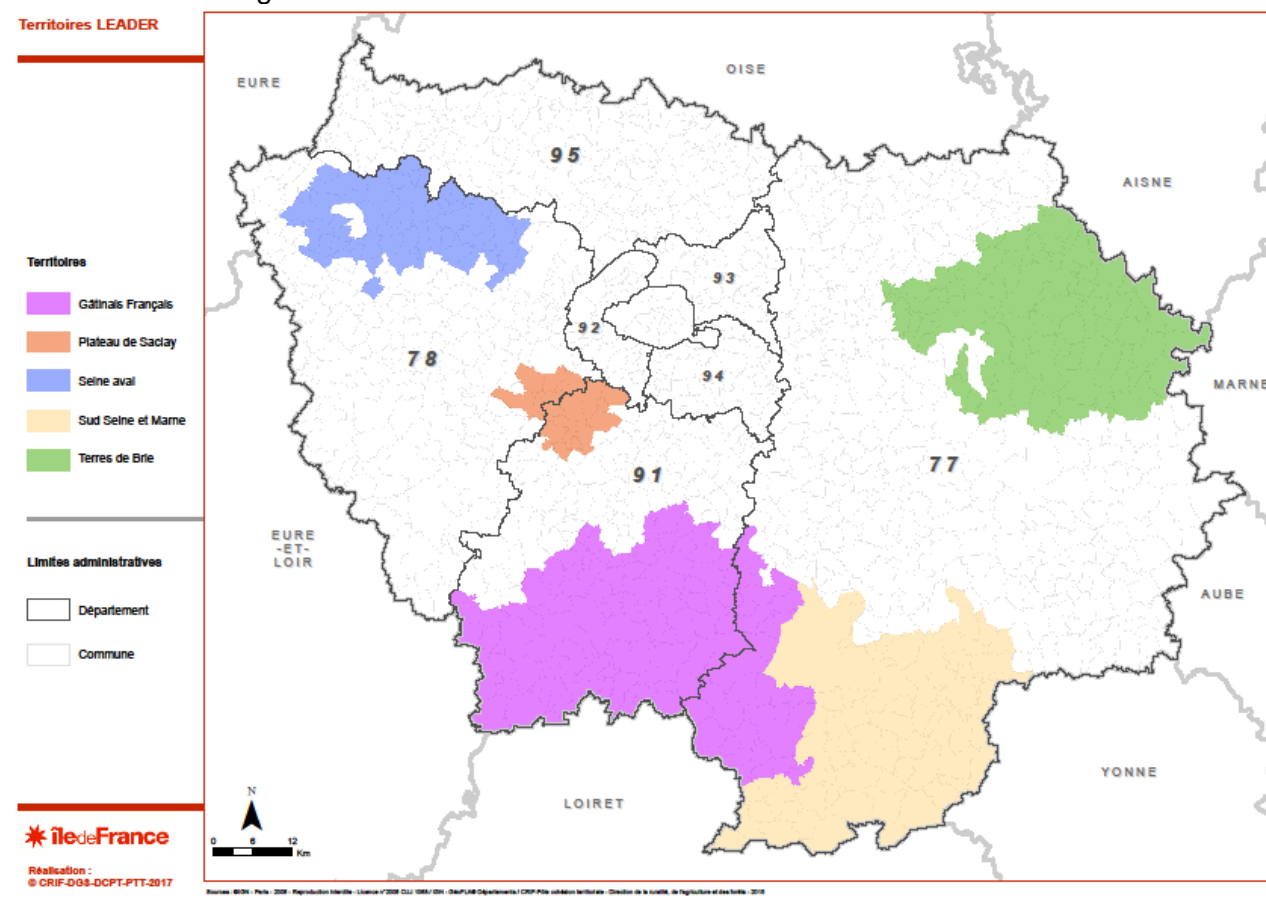 Territoires LEADER
Territoires
Gâtinais Français
Plateau de Saclay
Seine aval
Sud Seine et Marne
Terres de Brie
Limites administratives
Département
Commune
îledeFrance
Réalisation :
© CRIF-DGS-DCPT-PTT-2017
EURE
OISE
AISNE
MARNE
AUBE
YONNE
LOIRET
EURE
-ET-
LOIR
95
93
92
94
78
91
77
N
0 6 12
Km